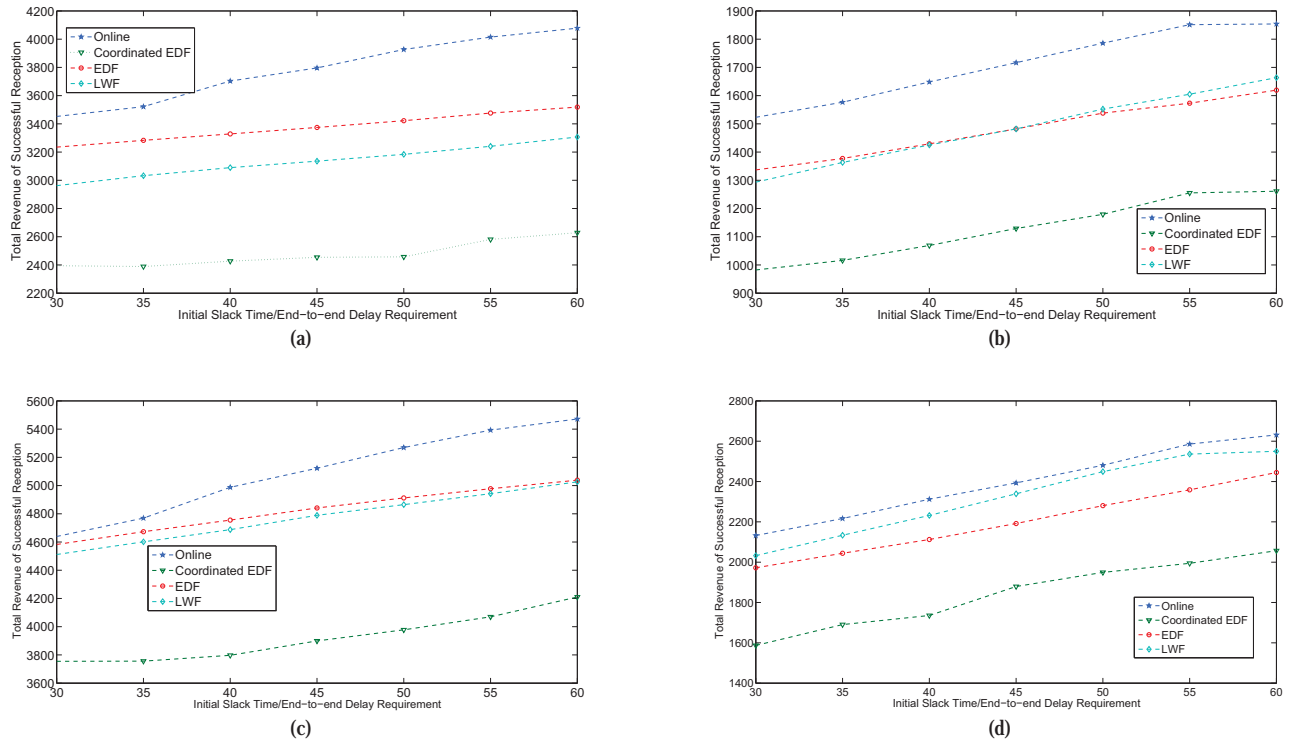 4200
4000
3800
3600
3400
3200
3000
2800
2600
2400
2200
30 35 40 45 50 55 60
Total Revenue of Successful Reception
Initial Slack Time/End−to−end Delay Requirement
Online
Coordinated EDF
EDF
LWF
(a)
1900
1800
1700
1600
1500
1400
1300
1200
1100
1000
900
30 35 40 45 50 55 60
Total Revenue of Successful Reception
Initial Slack Time/End−to−end Delay Requirement
Online
Coordinated EDF
EDF
LWF
(b)
5600
5400
5200
5000
4800
4600
4400
4200
4000
3800
3600
30 35 40 45 50 55 60
Total Revenue of Successful Reception
Initial Slack Time/End−to−end Delay Requirement
Online
Coordinated EDF
EDF
LWF
(c)
2800
2600
2400
2200
2000
1800
1600
1400
30 35 40 45 50 55 60
Total Revenue of Successful Reception
Initial Slack Time/End−to−end Delay Requirement
Online
Coordinated EDF
EDF
LWF
(d)